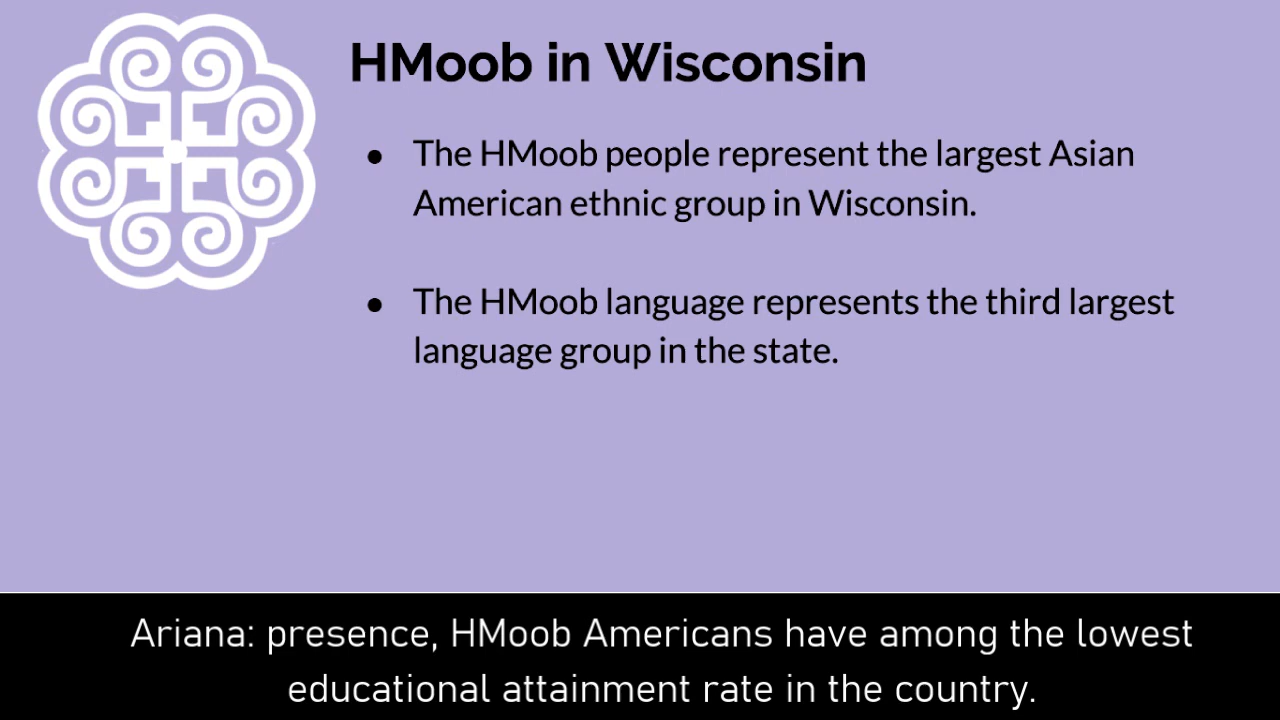 HMoob in Wisconsin
● The HMoob people represent the largest Asian
American ethnic group in Wisconsin.
● The HMoob language represents the third largest
language group in the state.
Ariana: presence, HMoob Americans have among the lowest
educational attainment rate in the country.